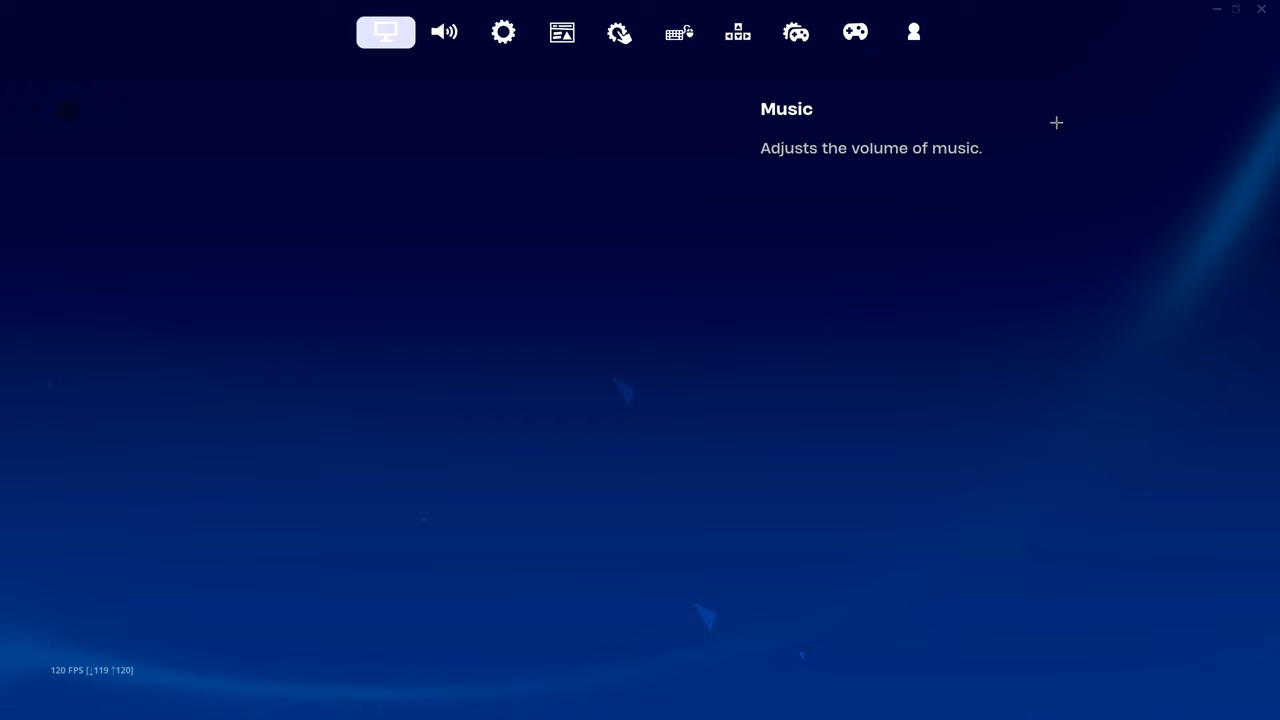 Music
Adjusts the volume of music.
120 FPS [↓119 ↑120]